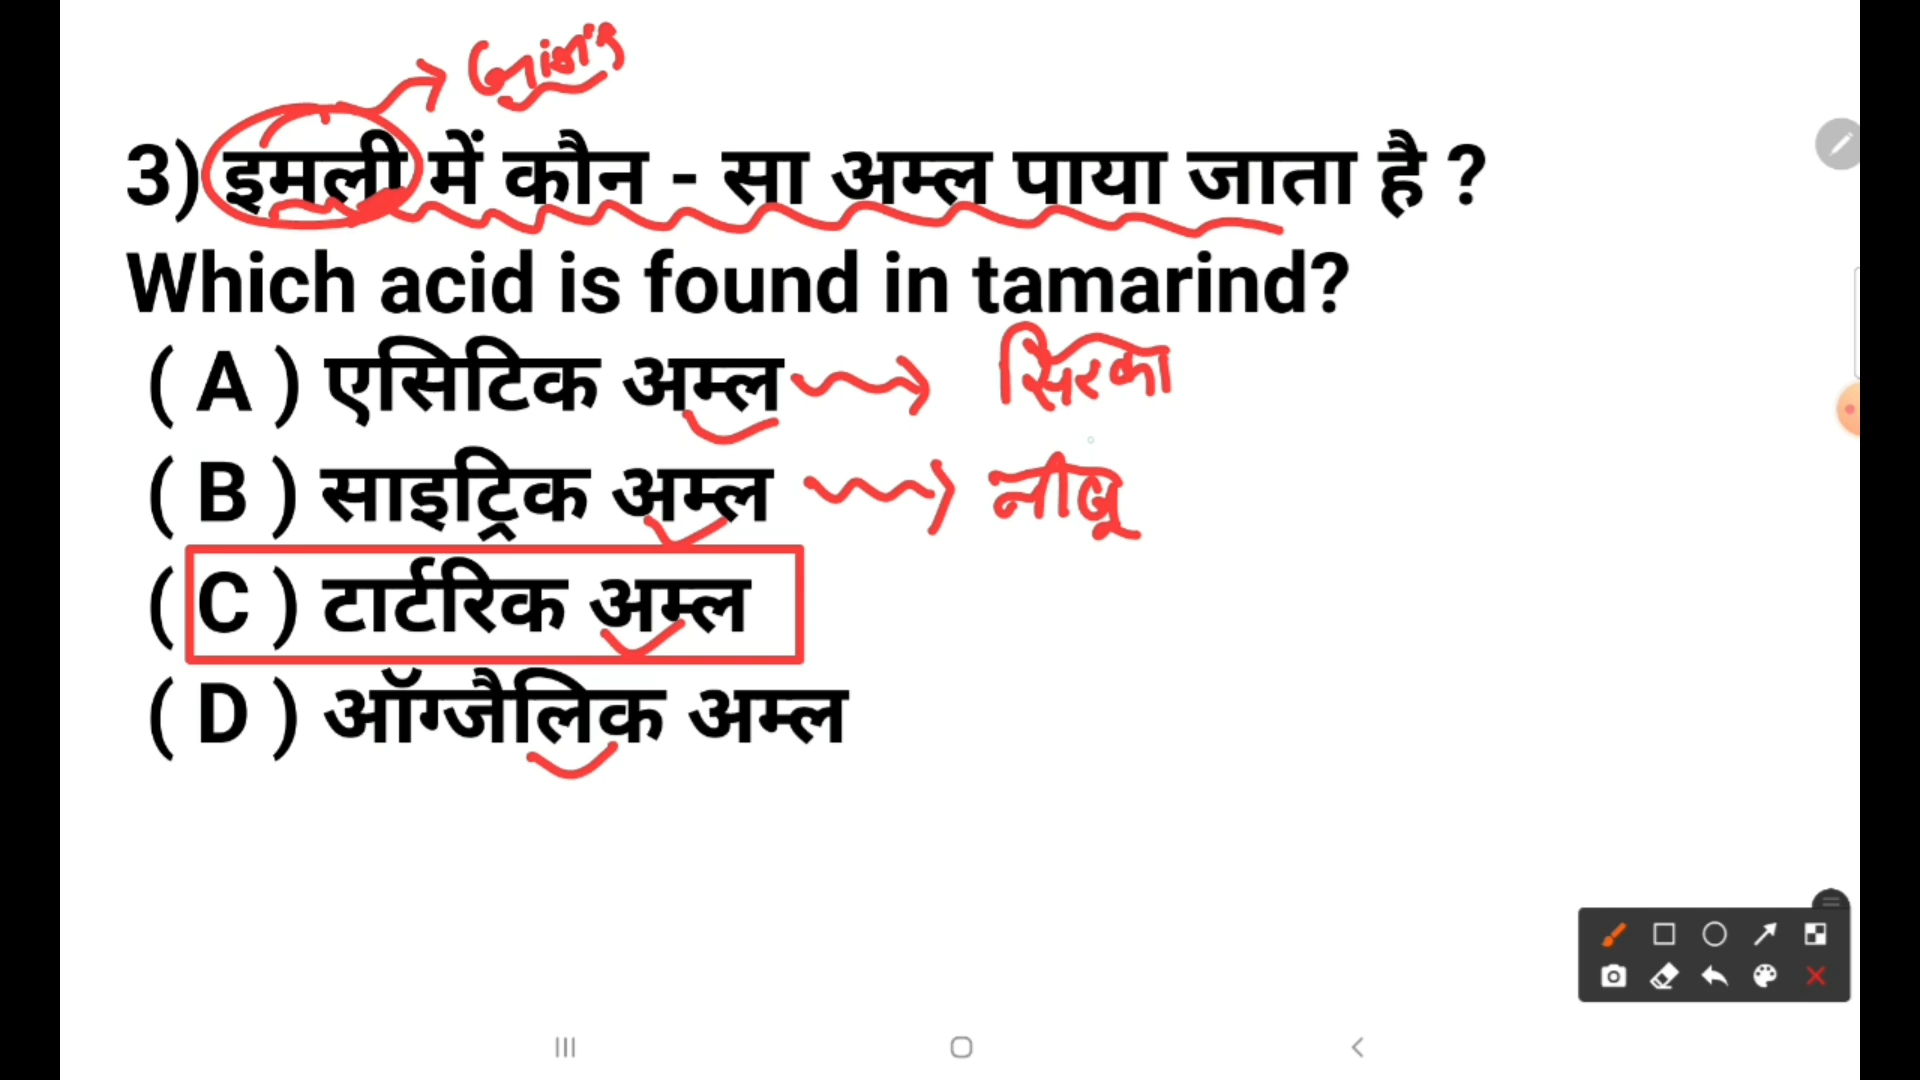 3) इमली में कौन - सा अम्ल पाया जाता है ?
Which acid is found in tamarind?
( A ) एसिटिक अम्ल सिरका
( B ) साइट्रिक अम्ल नीबू
( C ) टार्टरिक अम्ल
( D ) ऑग्जैलिक अम्ल